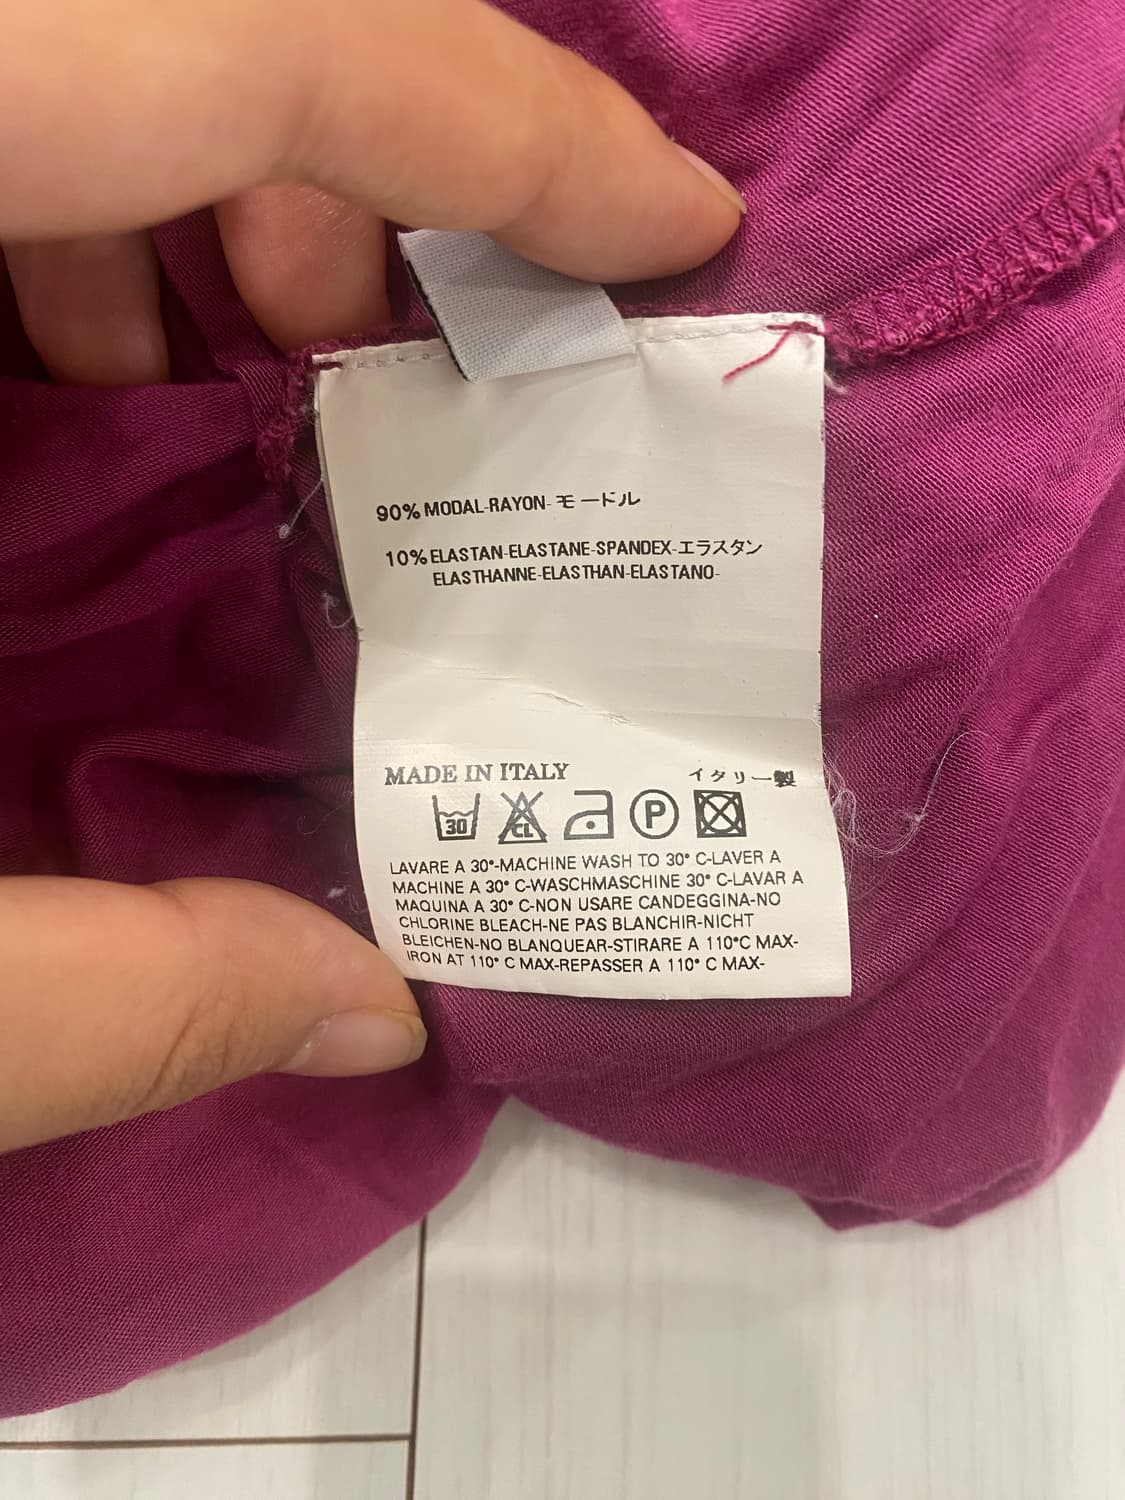 90% MODAL-RAYON-モードル
10% ELASTAN-ELASTANE-SPANDEX-エラスタン
ELASTHANNE-ELASTHAN-ELASTANO-
MADE IN ITALY イタリー製
30 CL P
LAVARE A 30°-MACHINE WASH TO 30° C-LAVER A
MACHINE A 30° C-WASCHMASCHINE 30° C-LAVAR A
MAQUINA A 30° C-NON USARE CANDEGGINA-NO
CHLORINE BLEACH-NE PAS BLANCHIR-NICHT
BLEICHEN-NO BLANQUEAR-STIRARE A 110°C MAX-
IRON AT 110° C MAX-REPASSER A 110° C MAX-